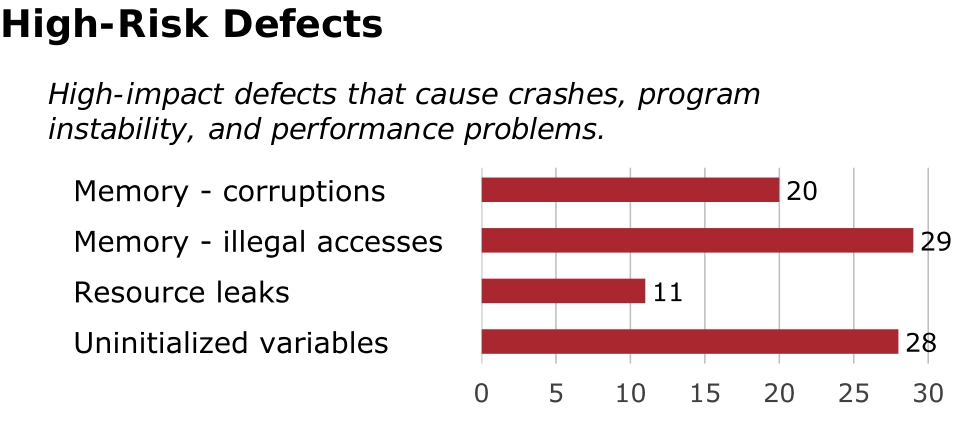 High-Risk Defects
High-impact defects that cause crashes, program
instability, and performance problems.
Memory - corruptions 20
Memory - illegal accesses 29
Resource leaks 11
Uninitialized variables 28
0 5 10 15 20 25 30